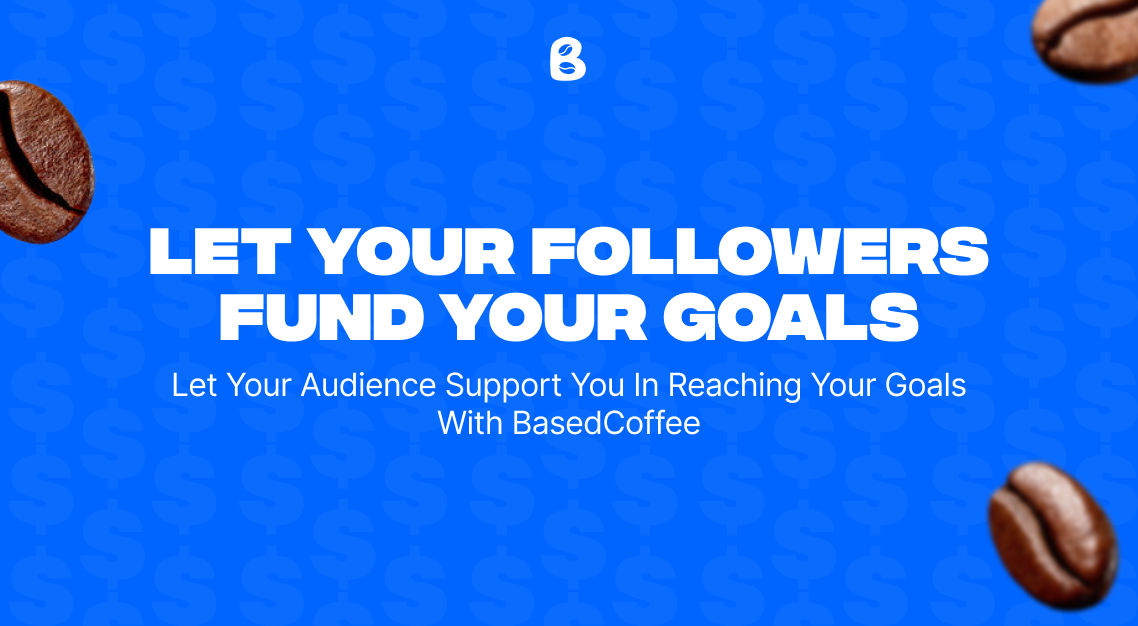 B
LET YOUR FOLLOWERS
FUND YOUR GOALS
Let Your Audience Support You In Reaching Your Goals
With BasedCoffee